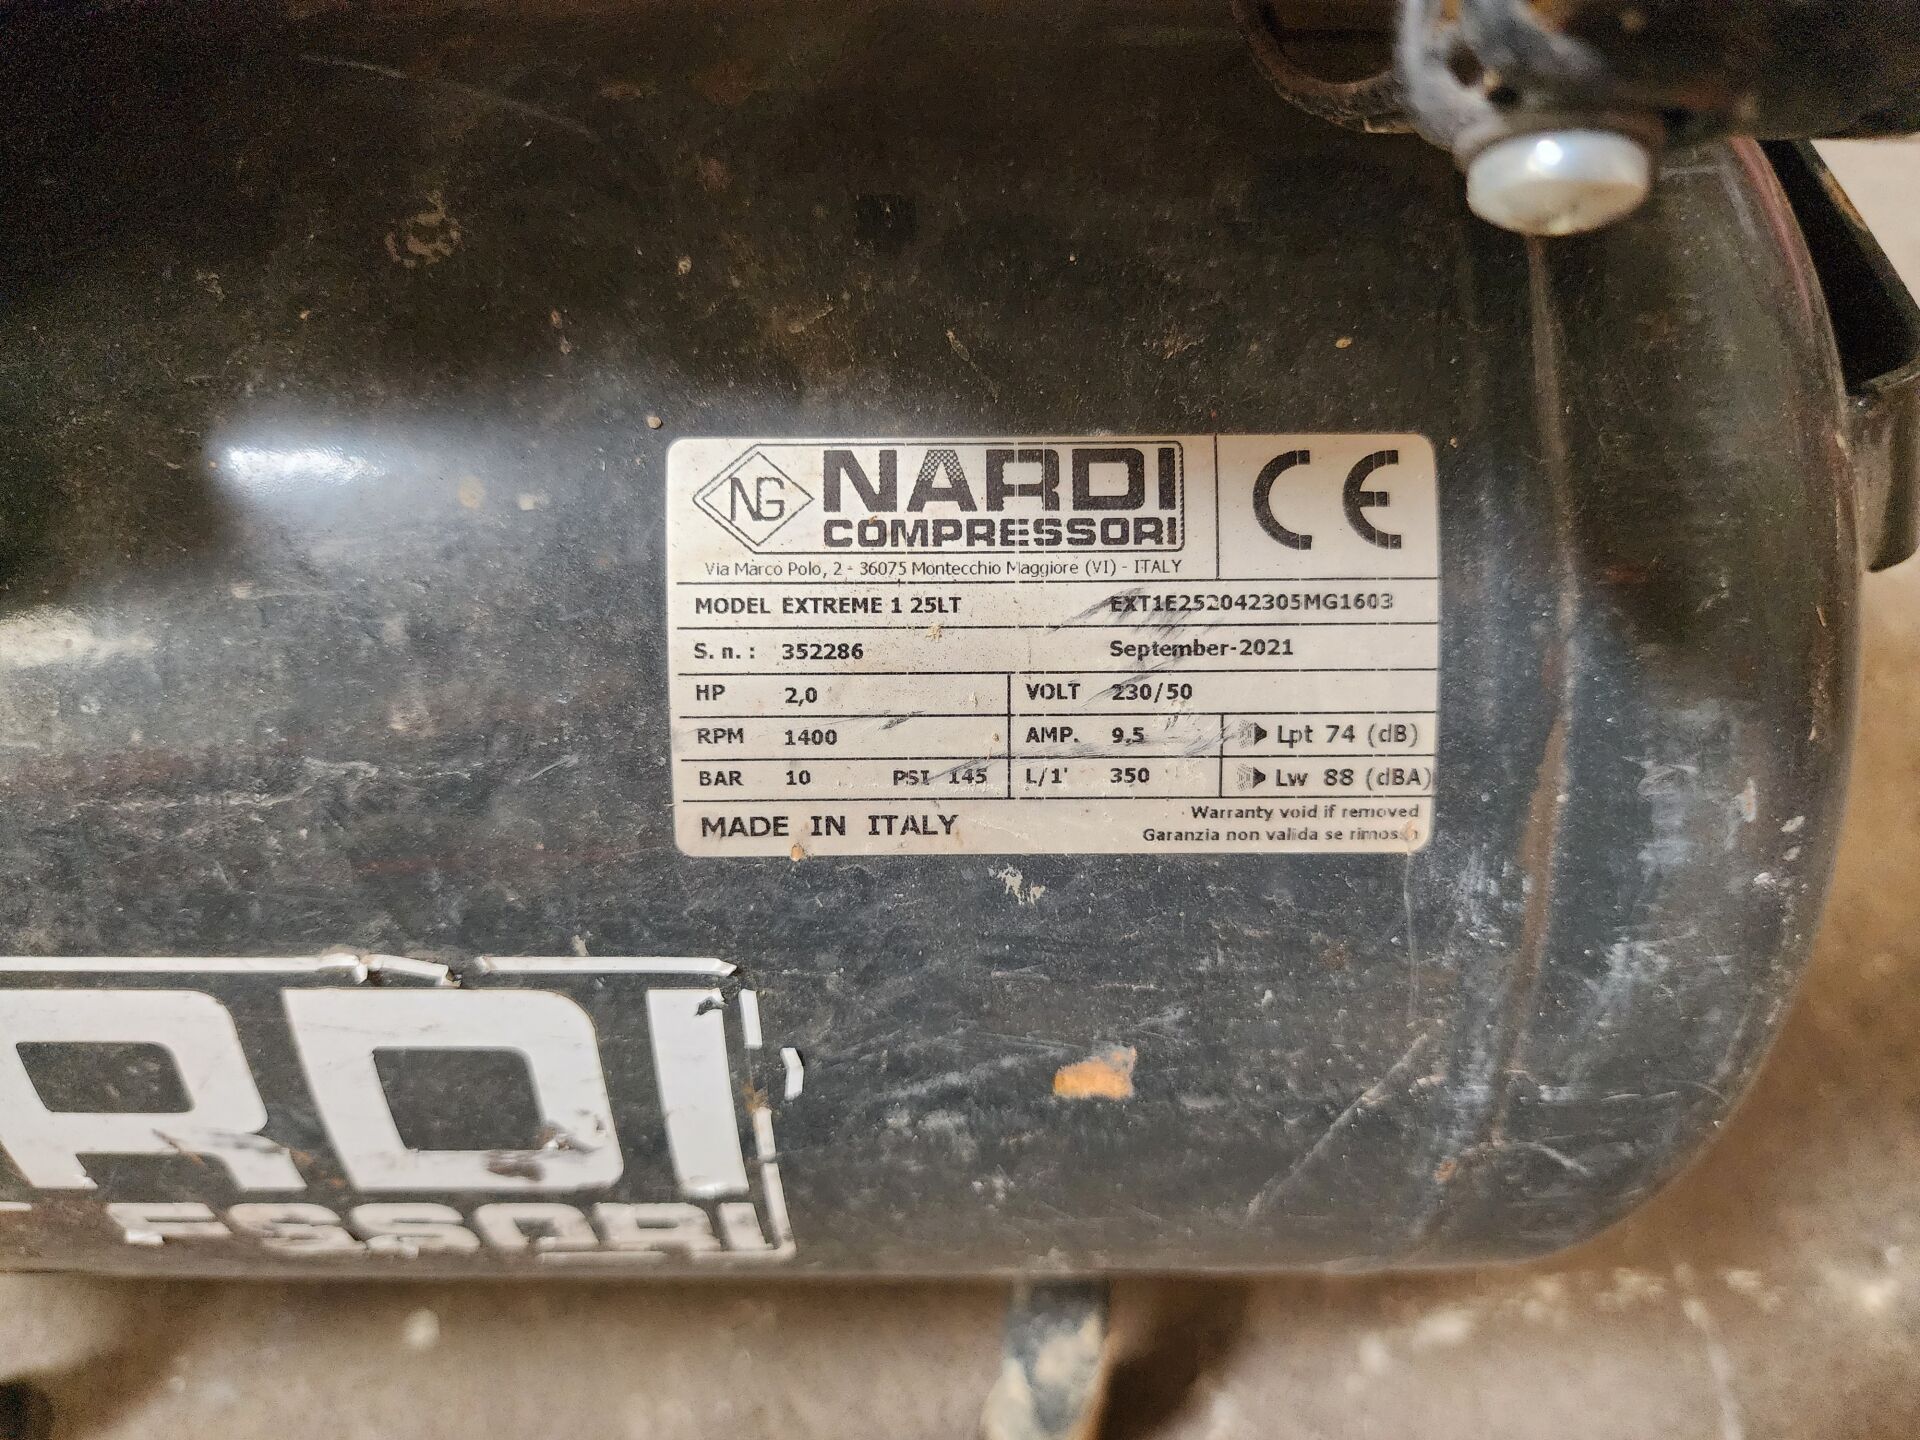 NG NARDI
COMPRESSORI
CE
Via Marco Polo, 2 - 36075 Montecchio Maggiore (VI) - ITALY
MODEL EXTREME 1 25LT EXT1E252042305MG1603
S. n. : 352286 September-2021
HP 2,0 VOLT 230/50
RPM 1400 AMP. 9,5 Lpt 74 (dB)
BAR 10 PSI 145 L/1' 350 Lw 88 (dBA)
MADE IN ITALY
Warranty void if removed
Garanzia non valida se rimossa
RDI
ESSORI